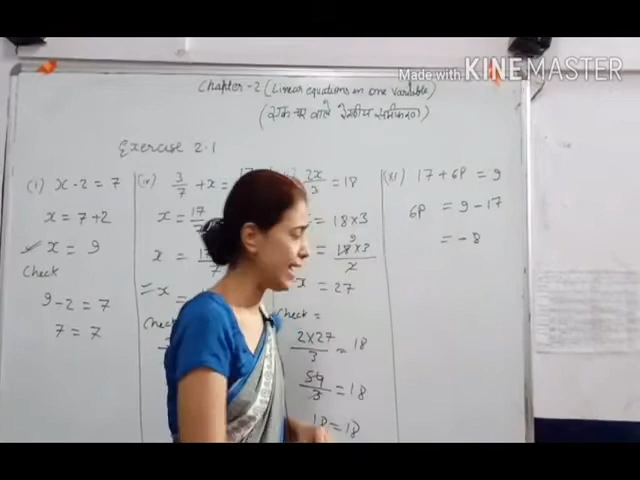 Made with KINEMASTER
Chapter -2 (Linear equations in one Variable)
(एक चर वाले रैखीय समीकरण)
Exercise 2.1
(i) x-2 = 7
x = 7+2
x = 9
Check
9-2 = 7
7 = 7
(iv) 3/7 + x = 17
x = 17
x =
= x =
Check
2x/3 = 18
= 18×3
= 18×3/2
9
x = 27
Check =
2×27/3 = 18
54/3 = 18
18 = 18
(xi) 17 + 6P = 9
6P = 9 - 17
= - 8